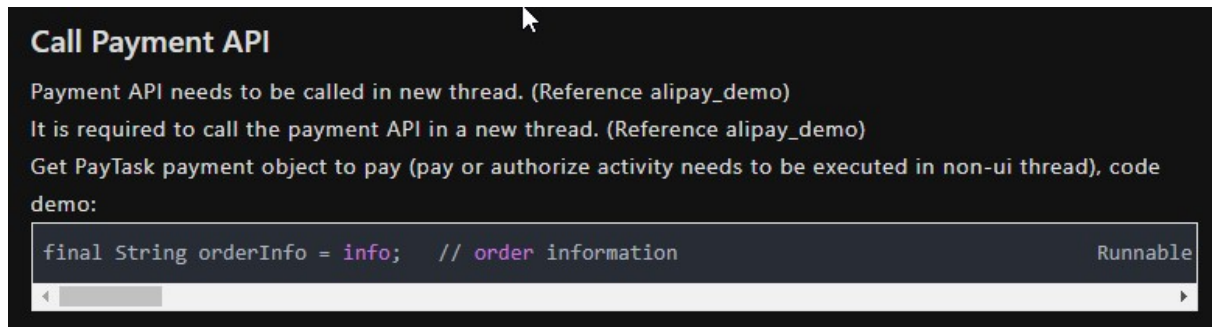 Call Payment API
Payment API needs to be called in new thread. (Reference alipay_demo)
It is required to call the payment API in a new thread. (Reference alipay_demo)
Get PayTask payment object to pay (pay or authorize activity needs to be executed in non-ui thread), code
demo:
final String orderInfo = info;   // order information                                        Runnable